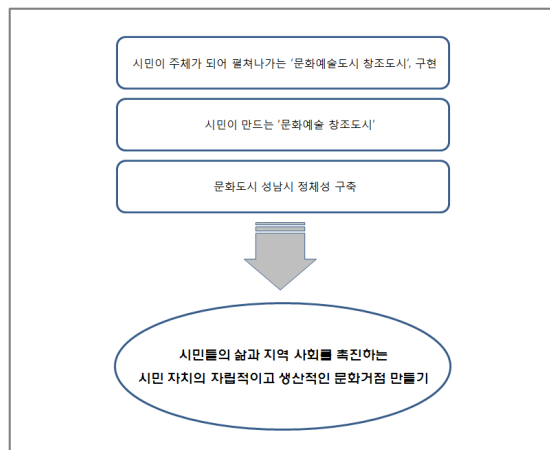 시민이 주체가 되어 펼쳐나가는 '문화예술도시 창조도시', 구현
시민이 만드는 '문화예술 창조도시'
문화도시 성남시 정체성 구축
시민들의 삶과 지역 사회를 촉진하는
시민 자치의 자립적이고 생산적인 문화거점 만들기